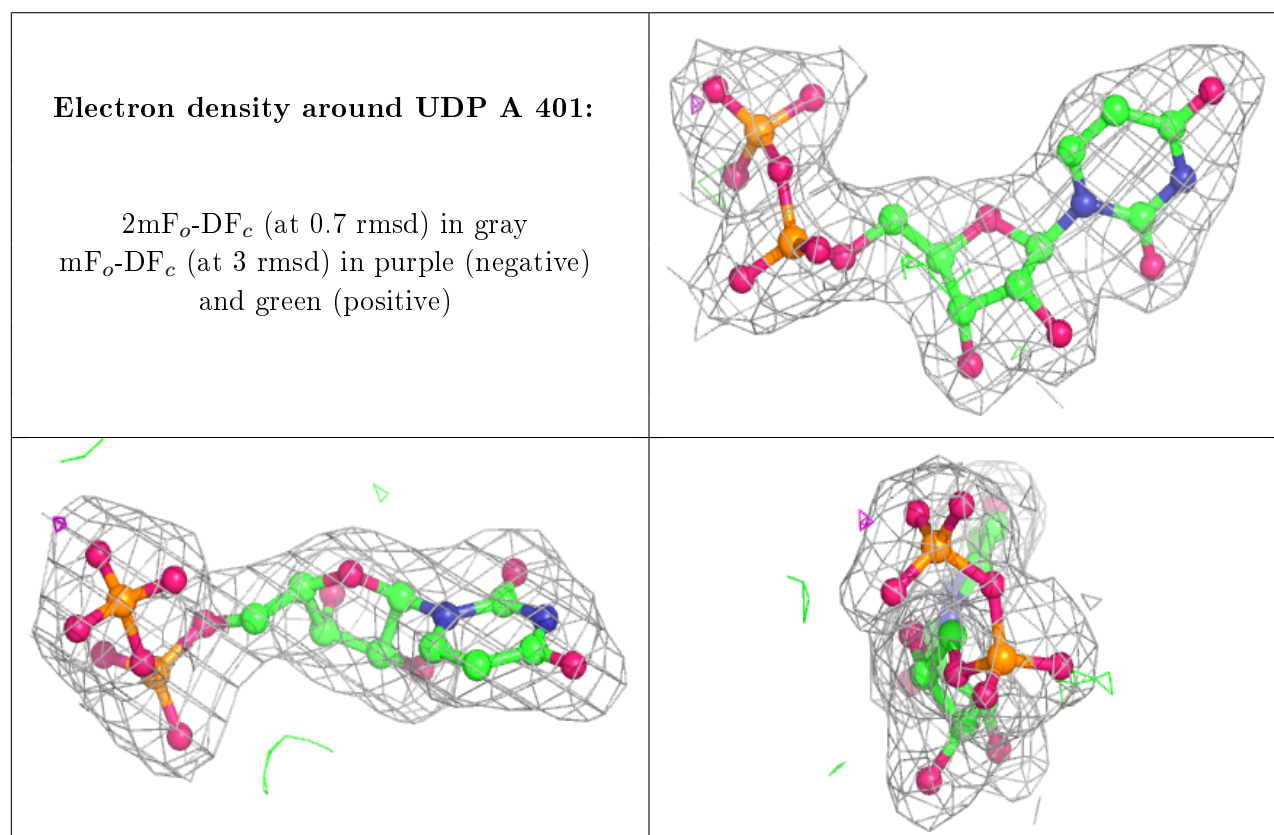 Electron density around UDP A 401:
2mFₒ-DF𝒸 (at 0.7 rmsd) in gray
mFₒ-DF𝒸 (at 3 rmsd) in purple (negative)
and green (positive)